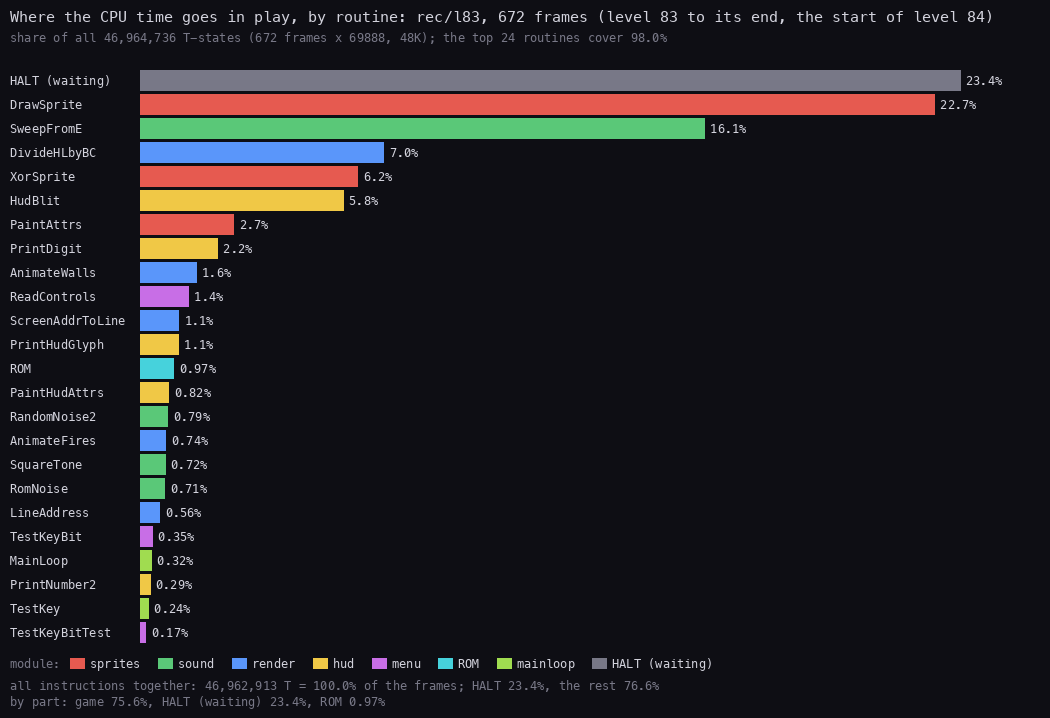 Where the CPU time goes in play, by routine: rec/l83, 672 frames (level 83 to its end, the start of level 84)
share of all 46,964,736 T−states (672 frames x 69888, 48K); the top 24 routines cover 98.0%
HALT (waiting) 23.4%
DrawSprite 22.7%
SweepFromE 16.1%
DivideHLbyBC 7.0%
XorSprite 6.2%
HudBlit 5.8%
PaintAttrs 2.7%
PrintDigit 2.2%
AnimateWalls 1.6%
ReadControls 1.4%
ScreenAddrToLine 1.1%
PrintHudGlyph 1.1%
ROM 0.97%
PaintHudAttrs 0.82%
RandomNoise2 0.79%
AnimateFires 0.74%
SquareTone 0.72%
RomNoise 0.71%
LineAddress 0.56%
TestKeyBit 0.35%
MainLoop 0.32%
PrintNumber2 0.29%
TestKey 0.24%
TestKeyBitTest 0.17%
module: sprites sound render hud menu ROM mainloop HALT (waiting)
all instructions together: 46,962,913 T = 100.0% of the frames; HALT 23.4%, the rest 76.6%
by part: game 75.6%, HALT (waiting) 23.4%, ROM 0.97%